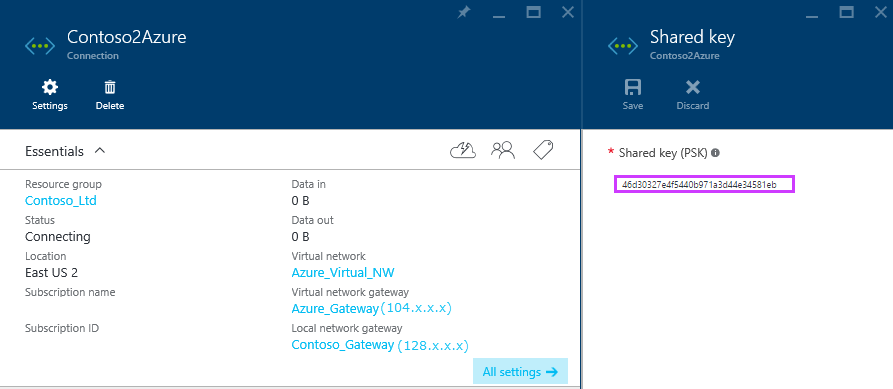 Contoso2Azure
Connection
Settings
Delete
Essentials
Resource group
Contoso_Ltd
Status
Connecting
Location
East US 2
Subscription name
Subscription ID
Data in
0 B
Data out
0 B
Virtual network
Azure_Virtual_NW
Virtual network gateway
Azure_Gateway (104.x.x.x)
Local network gateway
Contoso_Gateway (128.x.x.x)
All settings →
Shared key
Contoso2Azure
Save
Discard
* Shared key (PSK)
46d30327e4f5440b971a3d44e34581eb